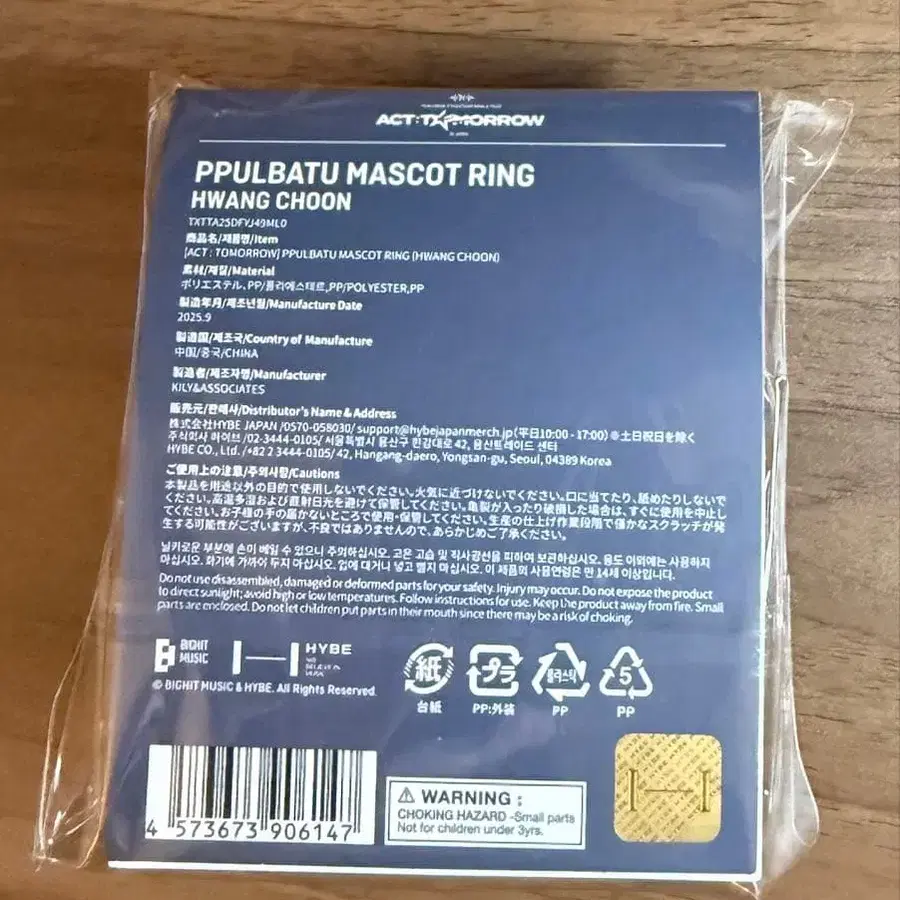 ACT:TOMORROW
PPULBATU MASCOT RING
HWANG CHOON
TXTTA25DFYJ49ML0
商品名/제품명/Item
[ACT : TOMORROW] PPULBATU MASCOT RING (HWANG CHOON)
素材/재질/Material
ポリエステル, PP/폴리에스테르,PP/POLYESTER,PP
製造年月/제조년월/Manufacture Date
2025.9
製造国/제조국/Country of Manufacture
中国/중국/CHINA
製造者/제조자명/Manufacturer
KILY&ASSOCIATES
販売元/판매사/Distributor's Name & Address
株式会社HYBE JAPAN /0570-058030/ support@hybejapanmerch.jp(平日10:00 - 17:00) ※土日祝日を除く
주식회사 하이브/02-3444-0105/ 서울특별시 용산구 한강대로 42, 용산트레이드 센터
HYBE CO., Ltd. /+82 2 3444-0105/ 42, Hangang-daero, Yongsan-gu, Seoul, 04389 Korea
ご使用上の注意/주의사항/Cautions
本製品を用途以外の目的で使用しないでください。火気に近づけないでください。口に当てたり、舐めたりしないで
ください。高温多湿および直射日光を避けて保管してください。亀裂が入ったり破損した場合は、すぐに使用を中止し
てください。お子様の手の届かないところで使用・保管してください。生産の仕上げ作業段階で僅かなスクラッチが発
生する可能性がございますが、不良ではありませんので、あらかじめご了承ください。
날카로운 부분에 손이 베일 수 있으니 주의하십시오. 고온 고습 및 직사광선을 피하여 보관하십시오. 용도 이외에는 사용하지
마십시오. 화기에 가까이 두지 마십시오. 입에 대거나 넣고 빨지 마십시오. 이 제품의 사용연령은 만 14세 이상입니다.
Do not use disassembled, damaged or deformed parts for your safety. Injury may occur. Do not expose the product
to direct sunlight; avoid high or low temperatures. Follow instructions for use. Keep the product away from fire. Small
parts are enclosed. Do not let children put parts in their mouth since there may be a risk of choking.
BIGHIT
MUSIC
HYBE
© BIGHIT MUSIC & HYBE. All Rights Reserved.
紙
台紙
プラ
PP:外装
플라스틱
PP
5
PP
4 573673 906147
WARNING :
CHOKING HAZARD -Small parts
Not for children under 3yrs.